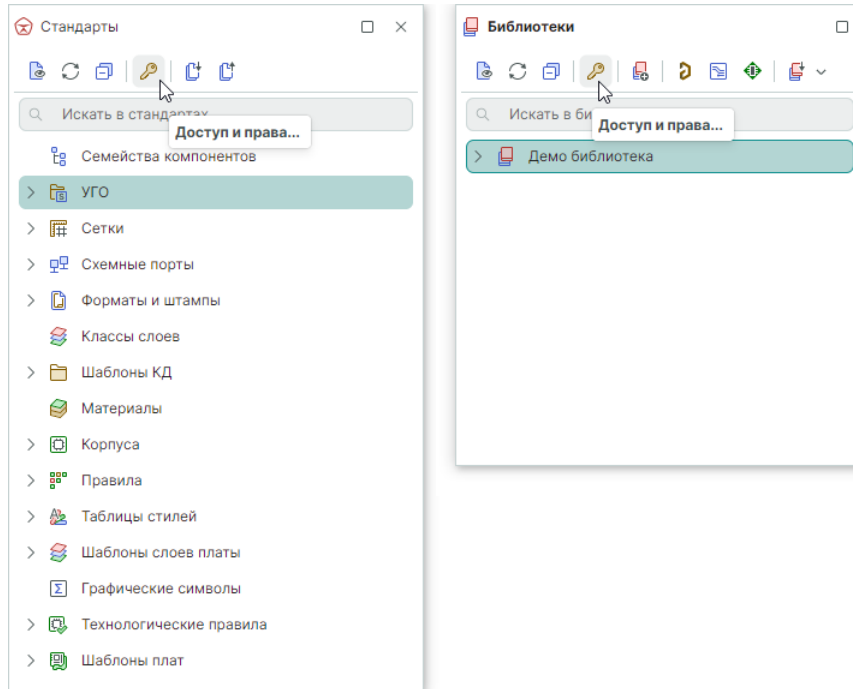 Стандарты
Искать в стандартах
Доступ и права...
Семейства компонентов
УГО
Сетки
Схемные порты
Форматы и штампы
Классы слоев
Шаблоны КД
Материалы
Корпуса
Правила
Таблицы стилей
Шаблоны слоев платы
Графические символы
Технологические правила
Шаблоны плат
Библиотеки
Искать в би
Доступ и права...
Демо библиотека